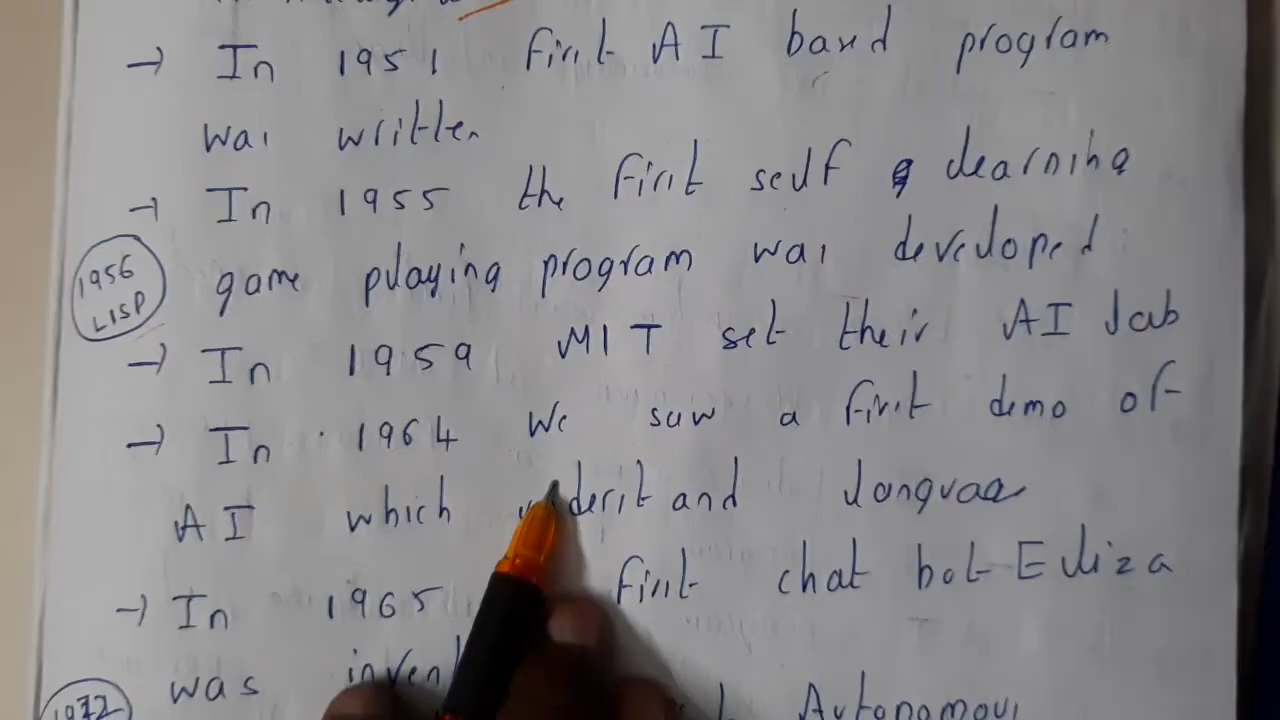 → In 1951 first AI based program
was written
→ In 1955 the first self learning
1956
LISP
game playing program was developed
→ In 1959 MIT set their AI lab
→ In 1964 We saw a first demo of
AI which understand language
→ In 1965 first chat bot Eliza
was
1972
Autonomous